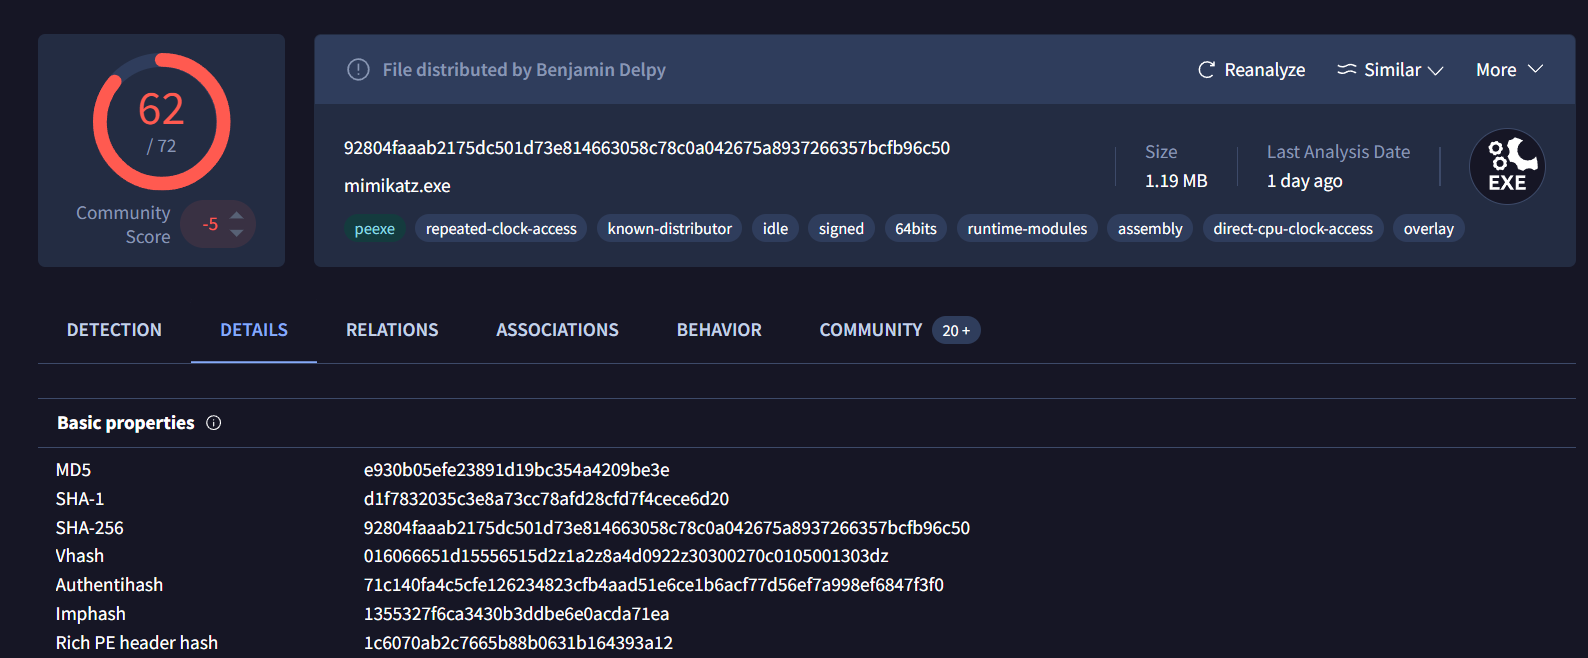 File distributed by Benjamin Delpy
Reanalyze
Similar
More
62
/ 72
Community
Score
-5
92804faaab2175dc501d73e814663058c78c0a042675a8937266357bcfb96c50
mimikatz.exe
Size
1.19 MB
Last Analysis Date
1 day ago
EXE
peexe repeated-clock-access known-distributor idle signed 64bits runtime-modules assembly direct-cpu-clock-access overlay
DETECTION DETAILS RELATIONS ASSOCIATIONS BEHAVIOR COMMUNITY 20 +
Basic properties
MD5 e930b05efe23891d19bc354a4209be3e
SHA-1 d1f7832035c3e8a73cc78afd28cfd7f4cece6d20
SHA-256 92804faaab2175dc501d73e814663058c78c0a042675a8937266357bcfb96c50
Vhash 016066651d15556515d2z1a2z8a4d0922z30300270c0105001303dz
Authentihash 71c140fa4c5cfe126234823cfb4aad51e6ce1b6acf77d56ef7a998ef6847f3f0
Imphash 1355327f6ca3430b3ddbe6e0acda71ea
Rich PE header hash 1c6070ab2c7665b88b0631b164393a12